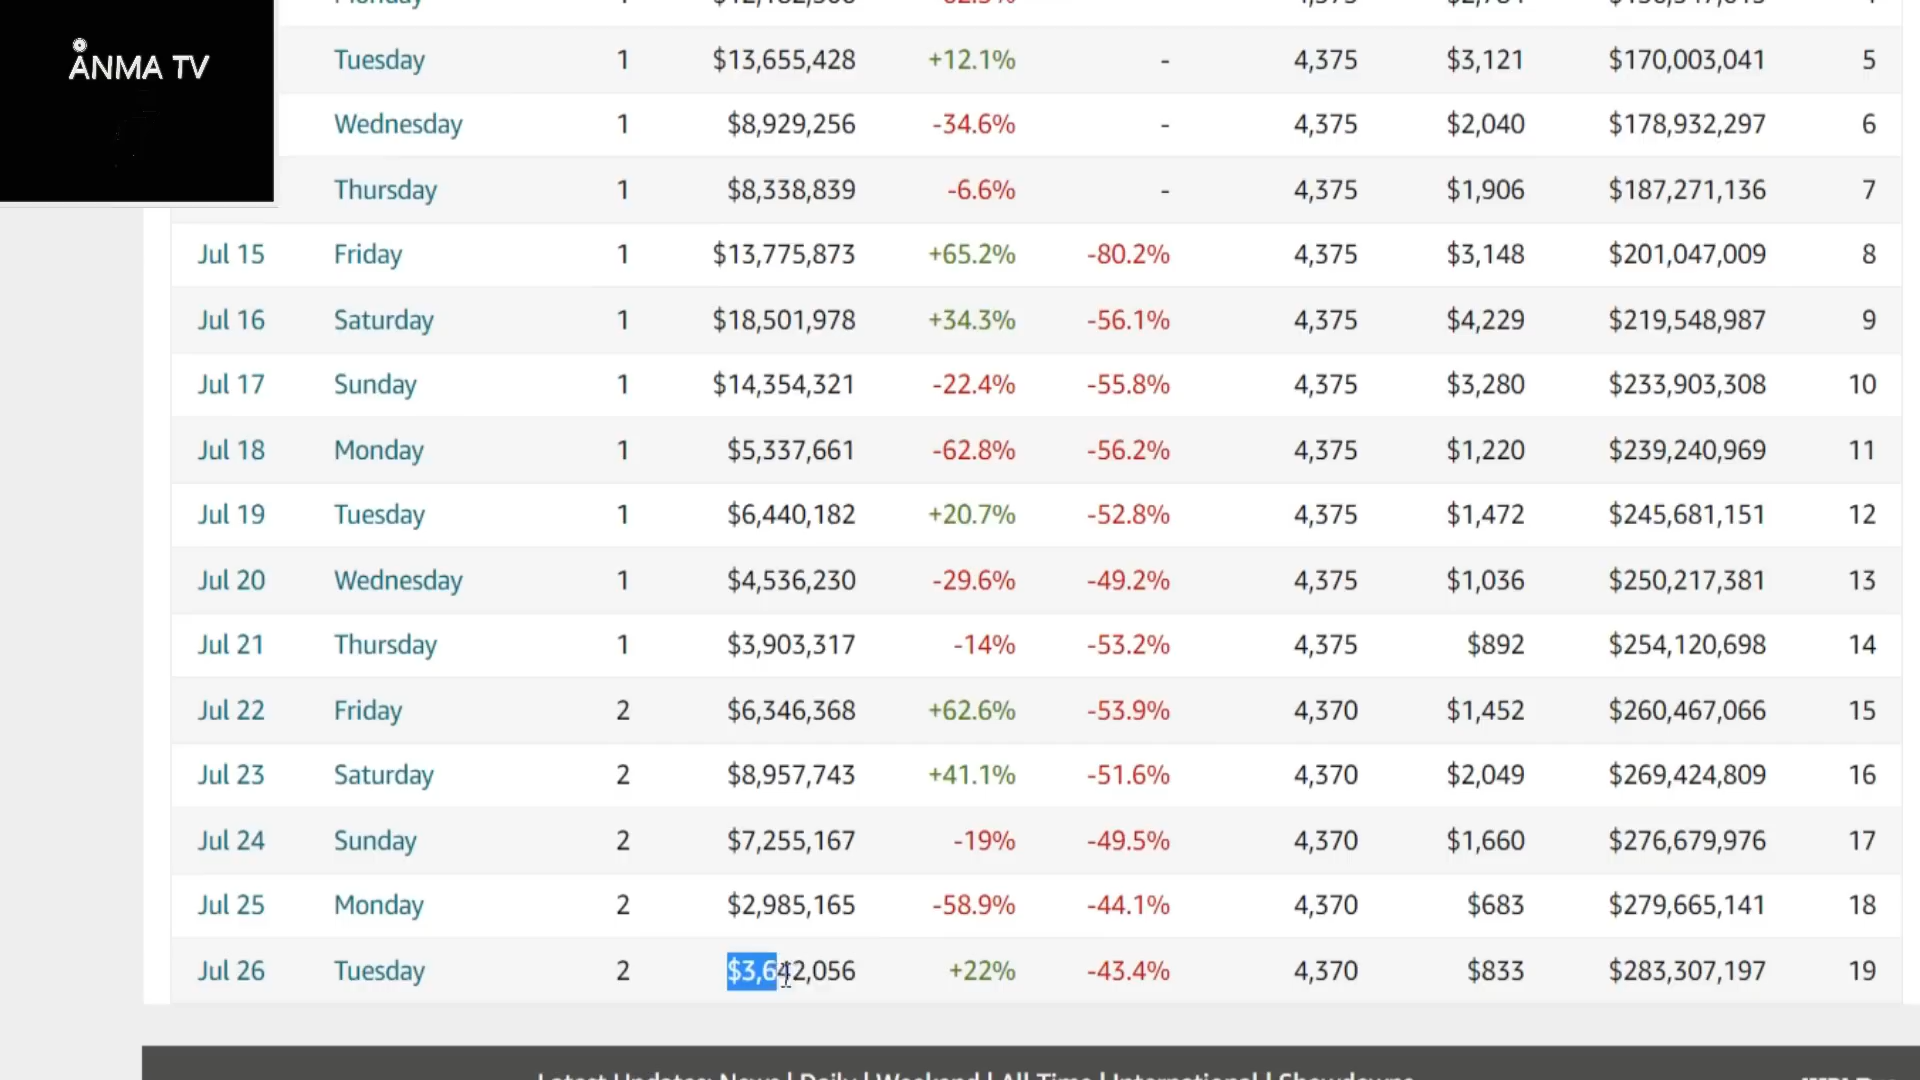 ANMA TV
Monday
Tuesday 1 $13,655,428 +12.1% - 4,375 $3,121 $170,003,041 5
Wednesday 1 $8,929,256 -34.6% - 4,375 $2,040 $178,932,297 6
Thursday 1 $8,338,839 -6.6% - 4,375 $1,906 $187,271,136 7
Jul 15 Friday 1 $13,775,873 +65.2% -80.2% 4,375 $3,148 $201,047,009 8
Jul 16 Saturday 1 $18,501,978 +34.3% -56.1% 4,375 $4,229 $219,548,987 9
Jul 17 Sunday 1 $14,354,321 -22.4% -55.8% 4,375 $3,280 $233,903,308 10
Jul 18 Monday 1 $5,337,661 -62.8% -56.2% 4,375 $1,220 $239,240,969 11
Jul 19 Tuesday 1 $6,440,182 +20.7% -52.8% 4,375 $1,472 $245,681,151 12
Jul 20 Wednesday 1 $4,536,230 -29.6% -49.2% 4,375 $1,036 $250,217,381 13
Jul 21 Thursday 1 $3,903,317 -14% -53.2% 4,375 $892 $254,120,698 14
Jul 22 Friday 2 $6,346,368 +62.6% -53.9% 4,370 $1,452 $260,467,066 15
Jul 23 Saturday 2 $8,957,743 +41.1% -51.6% 4,370 $2,049 $269,424,809 16
Jul 24 Sunday 2 $7,255,167 -19% -49.5% 4,370 $1,660 $276,679,976 17
Jul 25 Monday 2 $2,985,165 -58.9% -44.1% 4,370 $683 $279,665,141 18
Jul 26 Tuesday 2 $3,642,056 +22% -43.4% 4,370 $833 $283,307,197 19
Latest Updates: News | Daily | Weekend | All Time | International | Showdowns